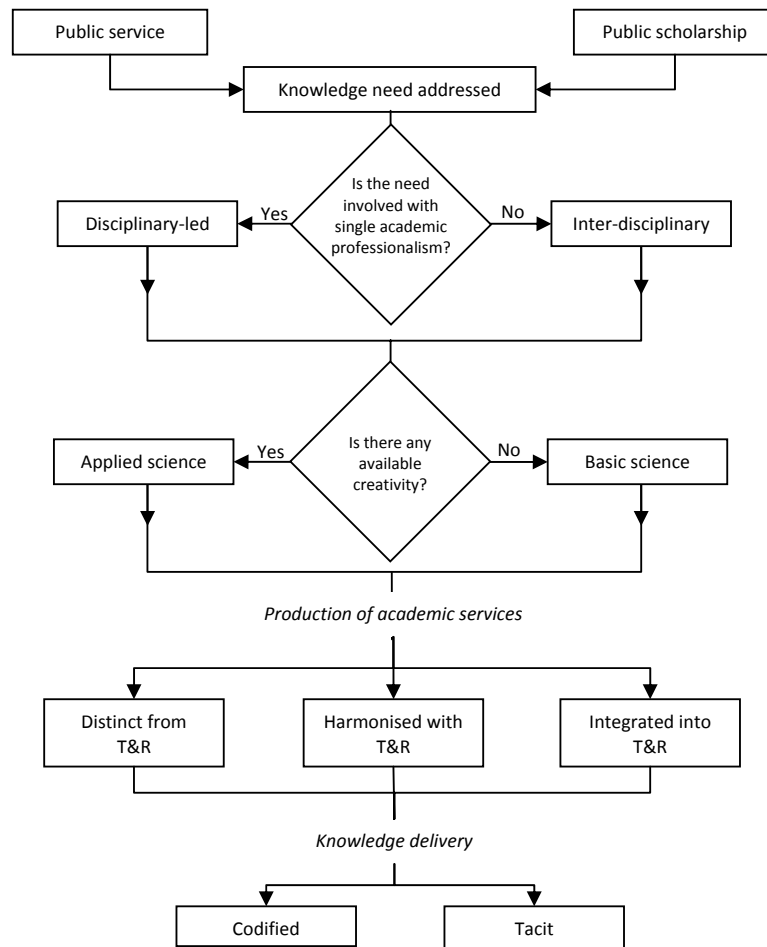 Public service
Public scholarship
Knowledge need addressed
Is the need
involved with
single academic
professionalism?
Yes
No
Disciplinary-led
Inter-disciplinary
Is there any
available
creativity?
Yes
No
Applied science
Basic science
Production of academic services
Distinct from
T&R
Harmonised with
T&R
Integrated into
T&R
Knowledge delivery
Codified
Tacit